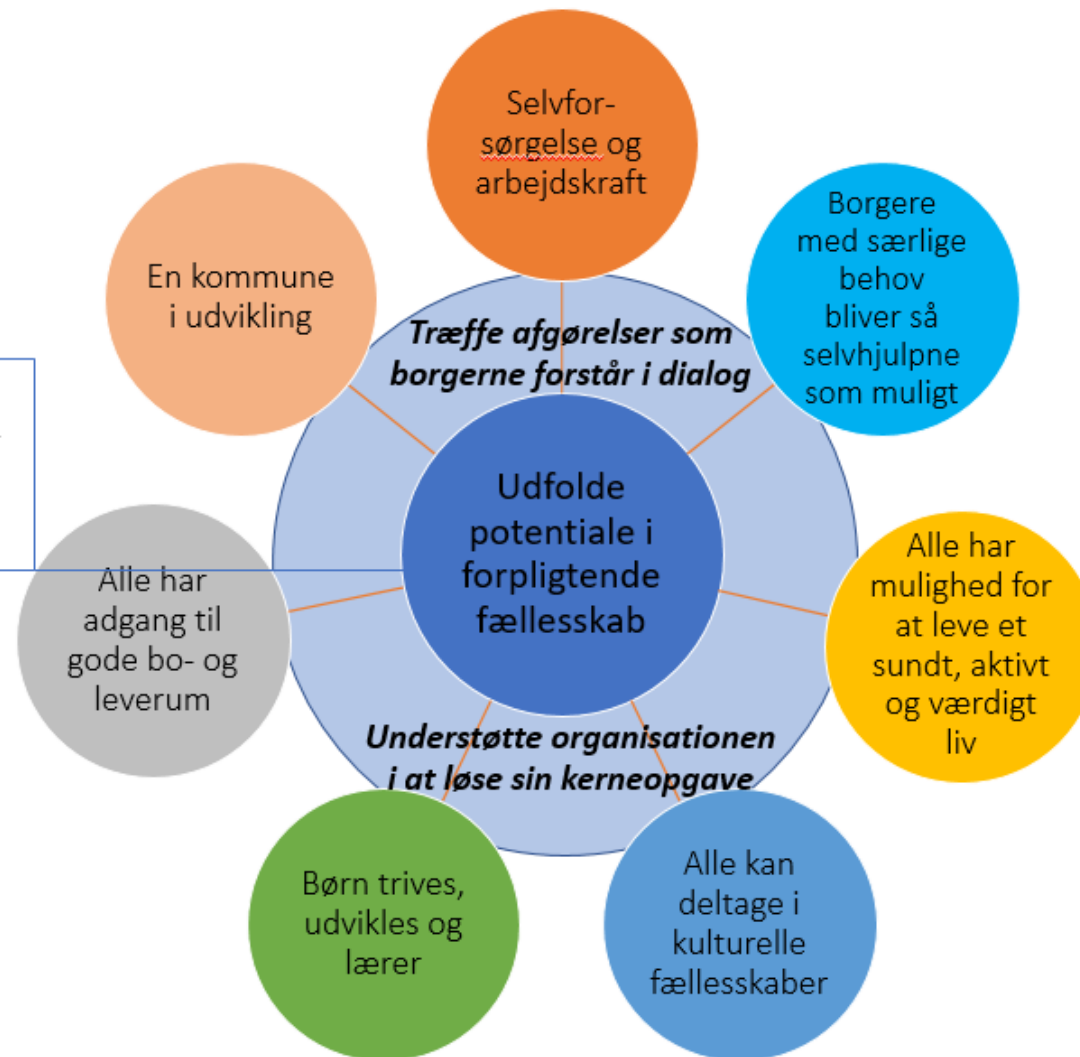 Selvfor-
sørgelse og
arbejdskraft
Borgere
med særlige
behov
bliver så
selvhjulpne
som muligt
En kommune
i udvikling
Træffe afgørelser som
borgerne forstår i dialog
Udfolde
potentiale i
forpligtende
fællesskab
Alle har
mulighed for
at leve et
sundt, aktivt
og værdigt
liv
Alle har
adgang til
gode bo- og
leverum
Understøtte organisationen
i at løse sin kerneopgave
Alle kan
deltage i
kulturelle
fællesskaber
Børn trives,
udvikles og
lærer